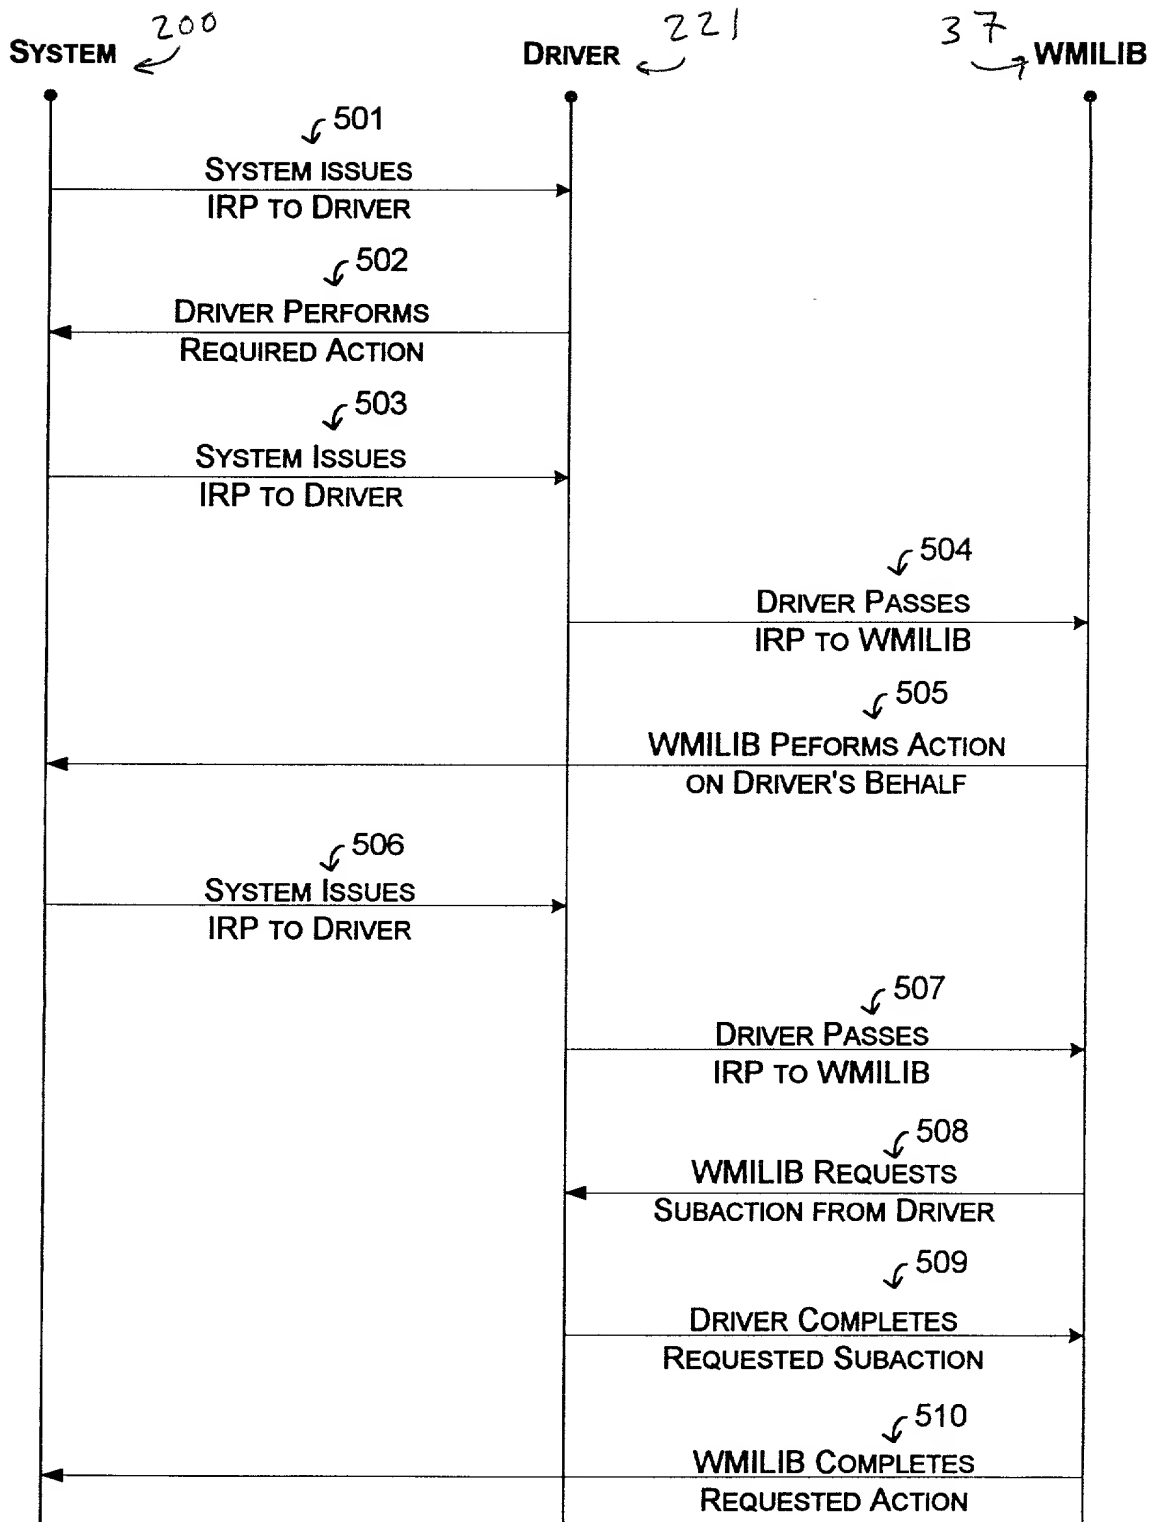 200 221 37
SYSTEM DRIVER WMILIB
501
SYSTEM ISSUES
IRP TO DRIVER
502
DRIVER PERFORMS
REQUIRED ACTION
503
SYSTEM ISSUES
IRP TO DRIVER
504
DRIVER PASSES
IRP TO WMILIB
505
WMILIB PEFORMS ACTION
ON DRIVER'S BEHALF
506
SYSTEM ISSUES
IRP TO DRIVER
507
DRIVER PASSES
IRP TO WMILIB
508
WMILIB REQUESTS
SUBACTION FROM DRIVER
509
DRIVER COMPLETES
REQUESTED SUBACTION
510
WMILIB COMPLETES
REQUESTED ACTION